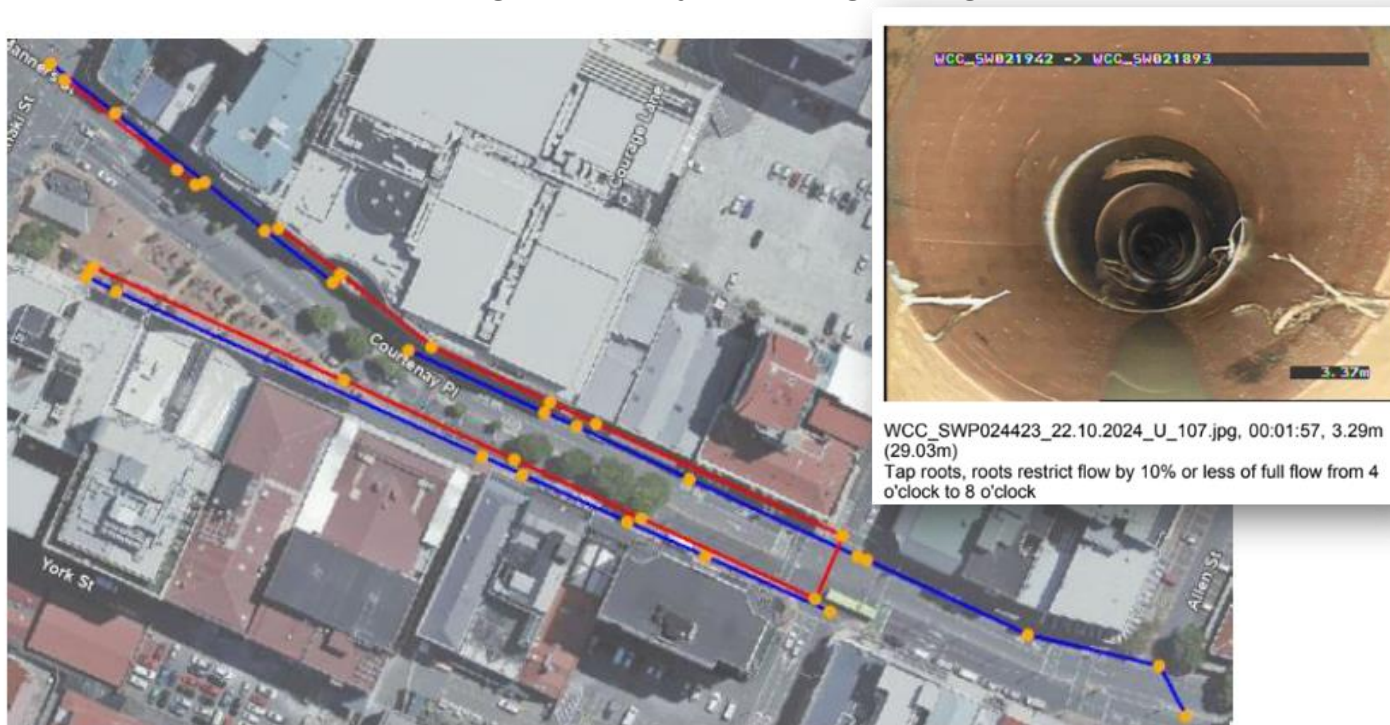 Manners
Courage Lane
Courtenay Pl
York St
Allen St
WCC_SW021942 -> WCC_SW021893
3.37m
WCC_SWP024423_22.10.2024_U_107.jpg, 00:01:57, 3.29m
(29.03m)
Tap roots, roots restrict flow by 10% or less of full flow from 4
o'clock to 8 o'clock